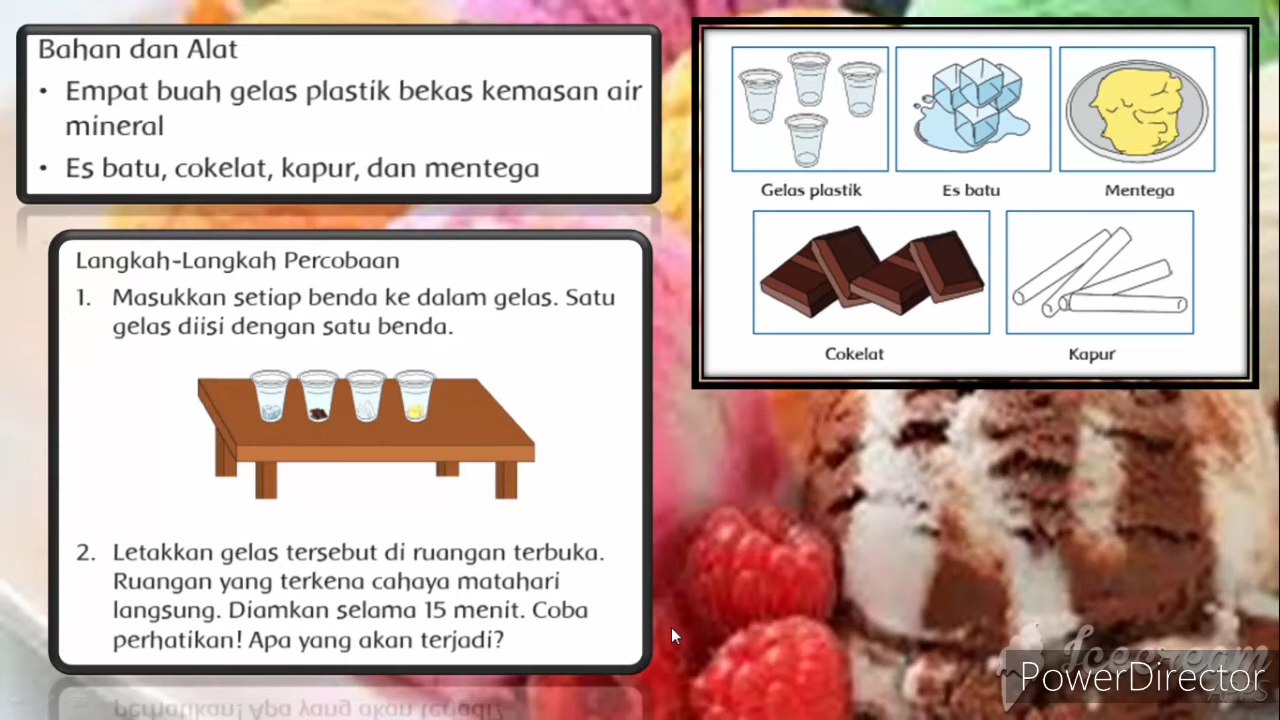 Bahan dan Alat
• Empat buah gelas plastik bekas kemasan air
mineral
• Es batu, cokelat, kapur, dan mentega
Langkah-Langkah Percobaan
1. Masukkan setiap benda ke dalam gelas. Satu
gelas diisi dengan satu benda.
2. Letakkan gelas tersebut di ruangan terbuka.
Ruangan yang terkena cahaya matahari
langsung. Diamkan selama 15 menit. Coba
perhatikan! Apa yang akan terjadi?
Gelas plastik
Es batu
Mentega
Cokelat
Kapur
Icecream
PowerDirector